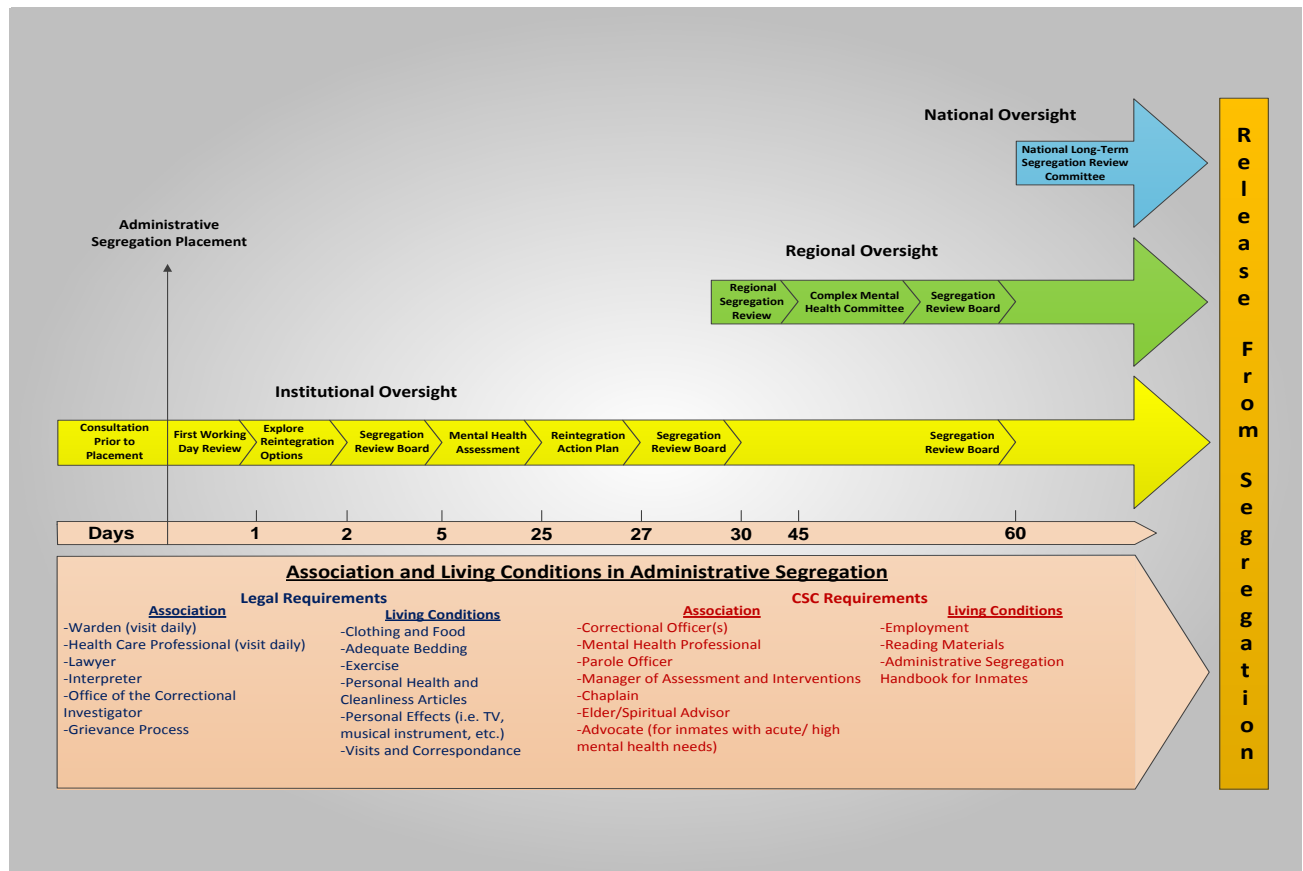 National Oversight
National Long-Term
Segregation Review
Committee
Administrative
Segregation Placement
Regional Oversight
Regional
Segregation
Review
Complex Mental
Health Committee
Segregation
Review Board
Institutional Oversight
Consultation
Prior to
Placement
First Working
Day Review
Explore
Reintegration
Options
Segregation
Review Board
Mental Health
Assessment
Reintegration
Action Plan
Segregation
Review Board
Segregation
Review Board
Days 1 2 5 25 27 30 45 60
Association and Living Conditions in Administrative Segregation
Legal Requirements
Association
-Warden (visit daily)
-Health Care Professional (visit daily)
-Lawyer
-Interpreter
-Office of the Correctional
Investigator
-Grievance Process
Living Conditions
-Clothing and Food
-Adequate Bedding
-Exercise
-Personal Health and
Cleanliness Articles
-Personal Effects (i.e. TV,
musical instrument, etc.)
-Visits and Correspondance
CSC Requirements
Association
-Correctional Officer(s)
-Mental Health Professional
-Parole Officer
-Manager of Assessment and Interventions
-Chaplain
-Elder/Spiritual Advisor
-Advocate (for inmates with acute/ high
mental health needs)
Living Conditions
-Employment
-Reading Materials
-Administrative Segregation
Handbook for Inmates
Release From Segregation